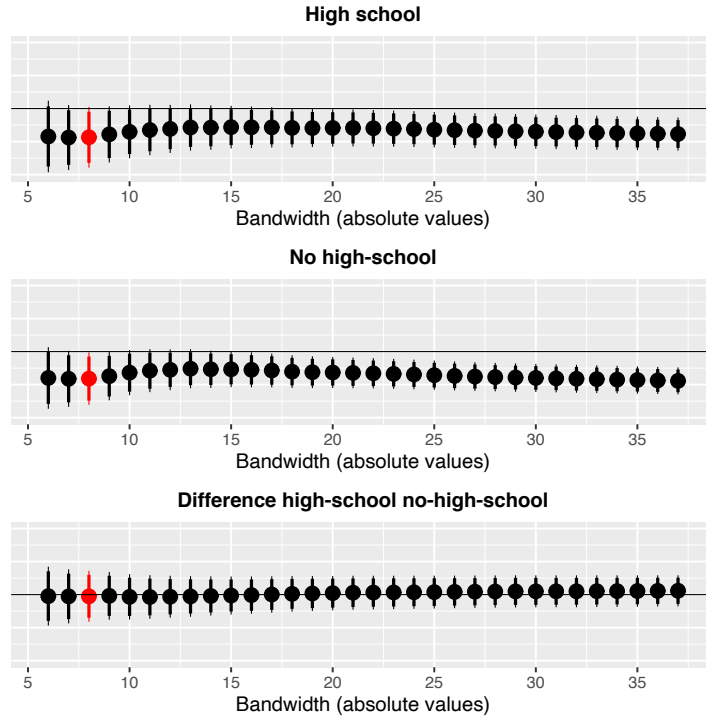 High school
5 10 15 20 25 30 35
Bandwidth (absolute values)
No high-school
5 10 15 20 25 30 35
Bandwidth (absolute values)
Difference high-school no-high-school
5 10 15 20 25 30 35
Bandwidth (absolute values)